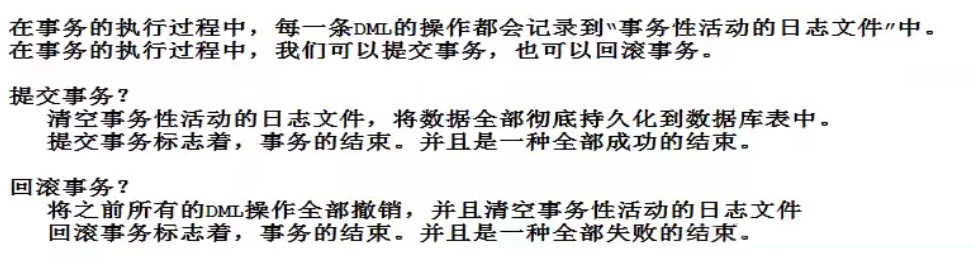 在事务的执行过程中，每一条DML的操作都会记录到“事务性活动的日志文件”中。
在事务的执行过程中，我们可以提交事务，也可以回滚事务。
提交事务？
清空事务性活动的日志文件，将数据全部彻底持久化到数据库表中。
提交事务标志着，事务的结束。并且是一种全部成功的结束。
回滚事务？
将之前所有的DML操作全部撤销，并且清空事务性活动的日志文件
回滚事务标志着，事务的结束。并且是一种全部失败的结束。